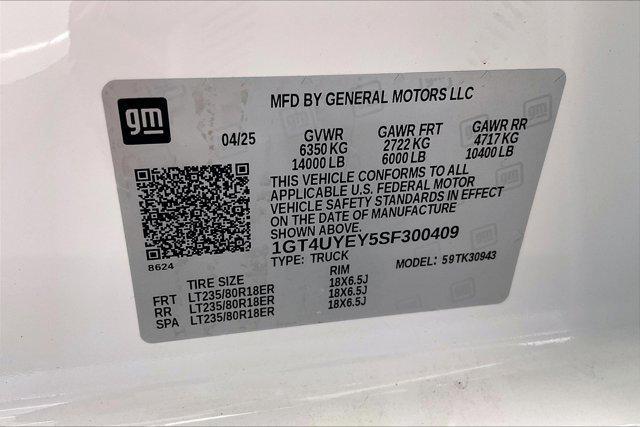 gm
MFD BY GENERAL MOTORS LLC
04/25
GVWR GAWR FRT GAWR RR
6350 KG 2722 KG 4717 KG
14000 LB 6000 LB 10400 LB
THIS VEHICLE CONFORMS TO ALL
APPLICABLE U.S. FEDERAL MOTOR
VEHICLE SAFETY STANDARDS IN EFFECT
ON THE DATE OF MANUFACTURE
SHOWN ABOVE.
1GT4UYEY5SF300409
8624
TYPE: TRUCK MODEL: 59TK30943
TIRE SIZE RIM
FRT LT235/80R18ER 18X6.5J
RR LT235/80R18ER 18X6.5J
SPA LT235/80R18ER 18X6.5J